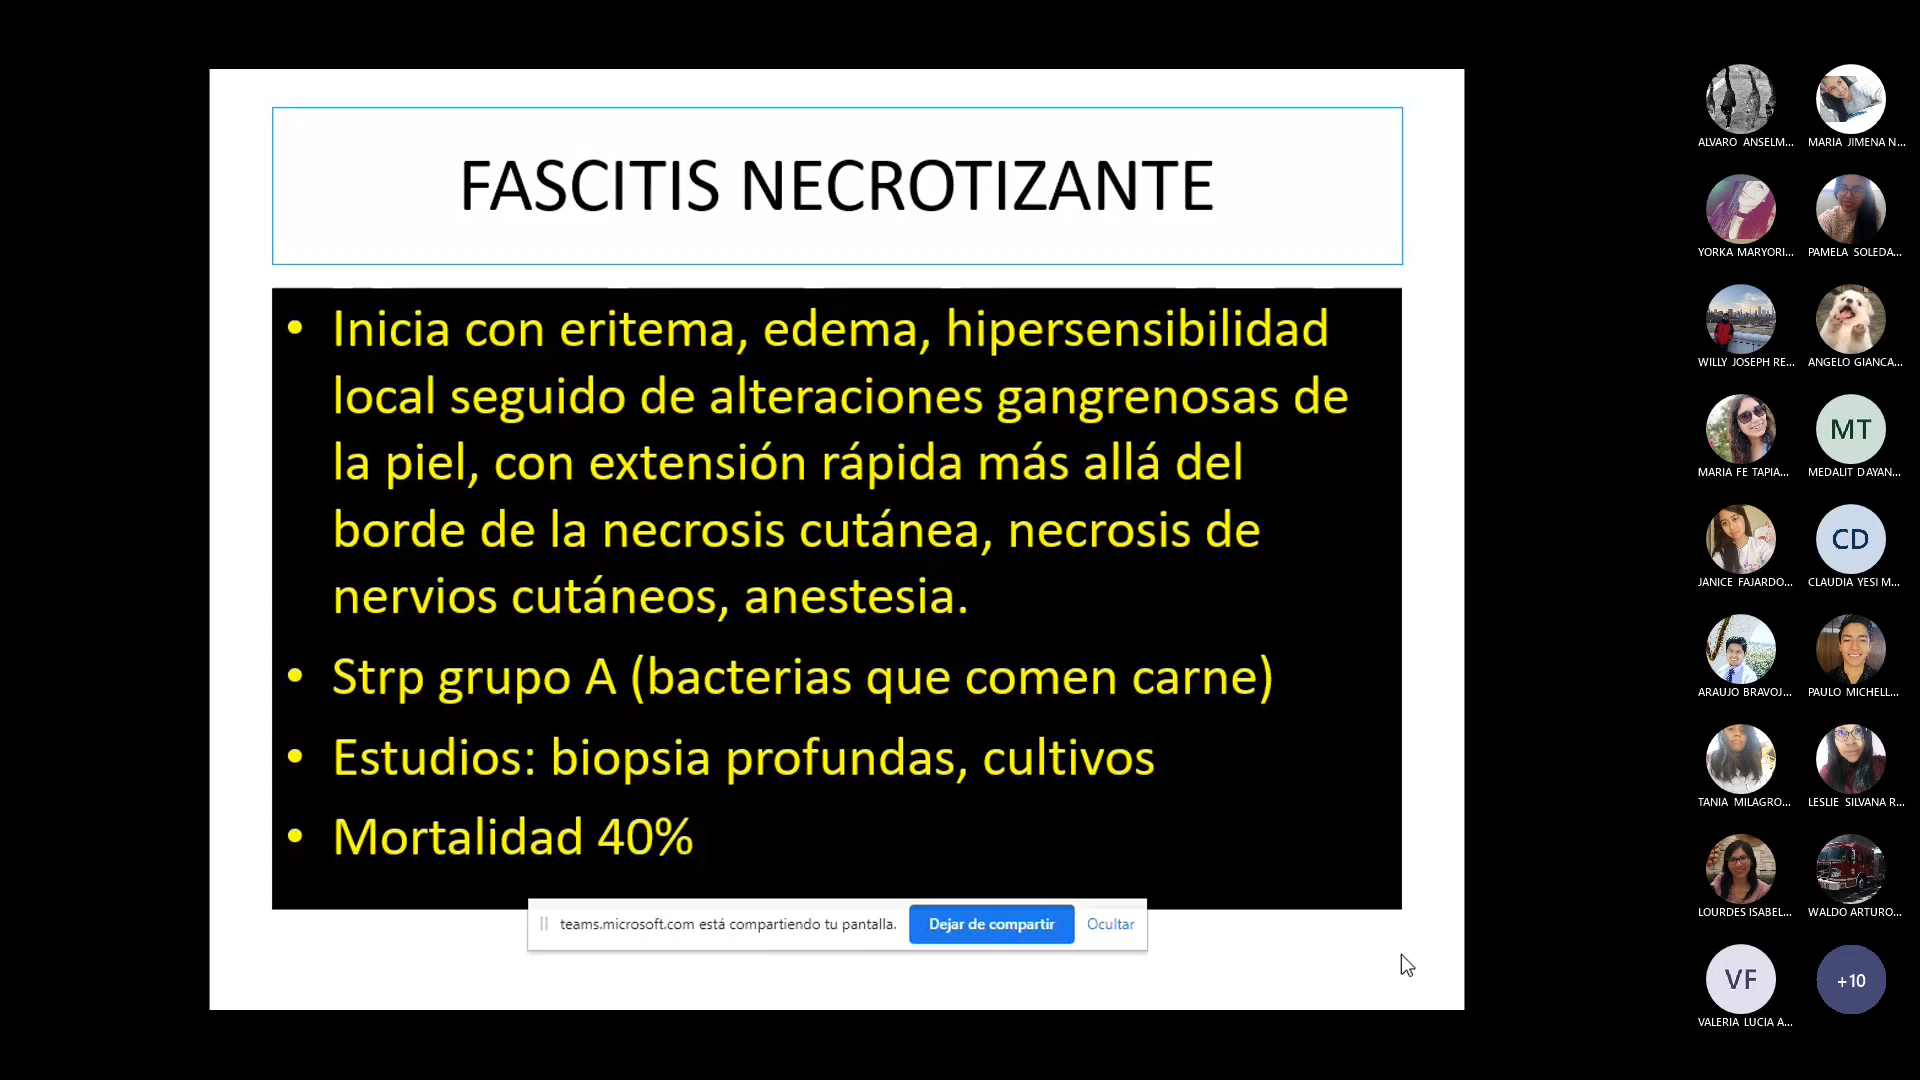 FASCITIS NECROTIZANTE
• Inicia con eritema, edema, hipersensibilidad
local seguido de alteraciones gangrenosas de
la piel, con extensión rápida más allá del
borde de la necrosis cutánea, necrosis de
nervios cutáneos, anestesia.
• Strp grupo A (bacterias que comen carne)
• Estudios: biopsia profundas, cultivos
• Mortalidad 40%
teams.microsoft.com está compartiendo tu pantalla. Dejar de compartir Ocultar
ALVARO ANSELM... MARIA JIMENA N...
YORKA MARYORI... PAMELA SOLEDA...
WILLY JOSEPH RE... ANGELO GIANCA...
MT
MARIA FE TAPIA... MEDALIT DAYAN...
CD
JANICE FAJARDO... CLAUDIA YESI M...
ARAUJO BRAVOJ... PAULO MICHELL...
TANIA MILAGRO... LESLIE SILVANA R...
LOURDES ISABEL... WALDO ARTURO...
VF +10
VALERIA LUCIA A...